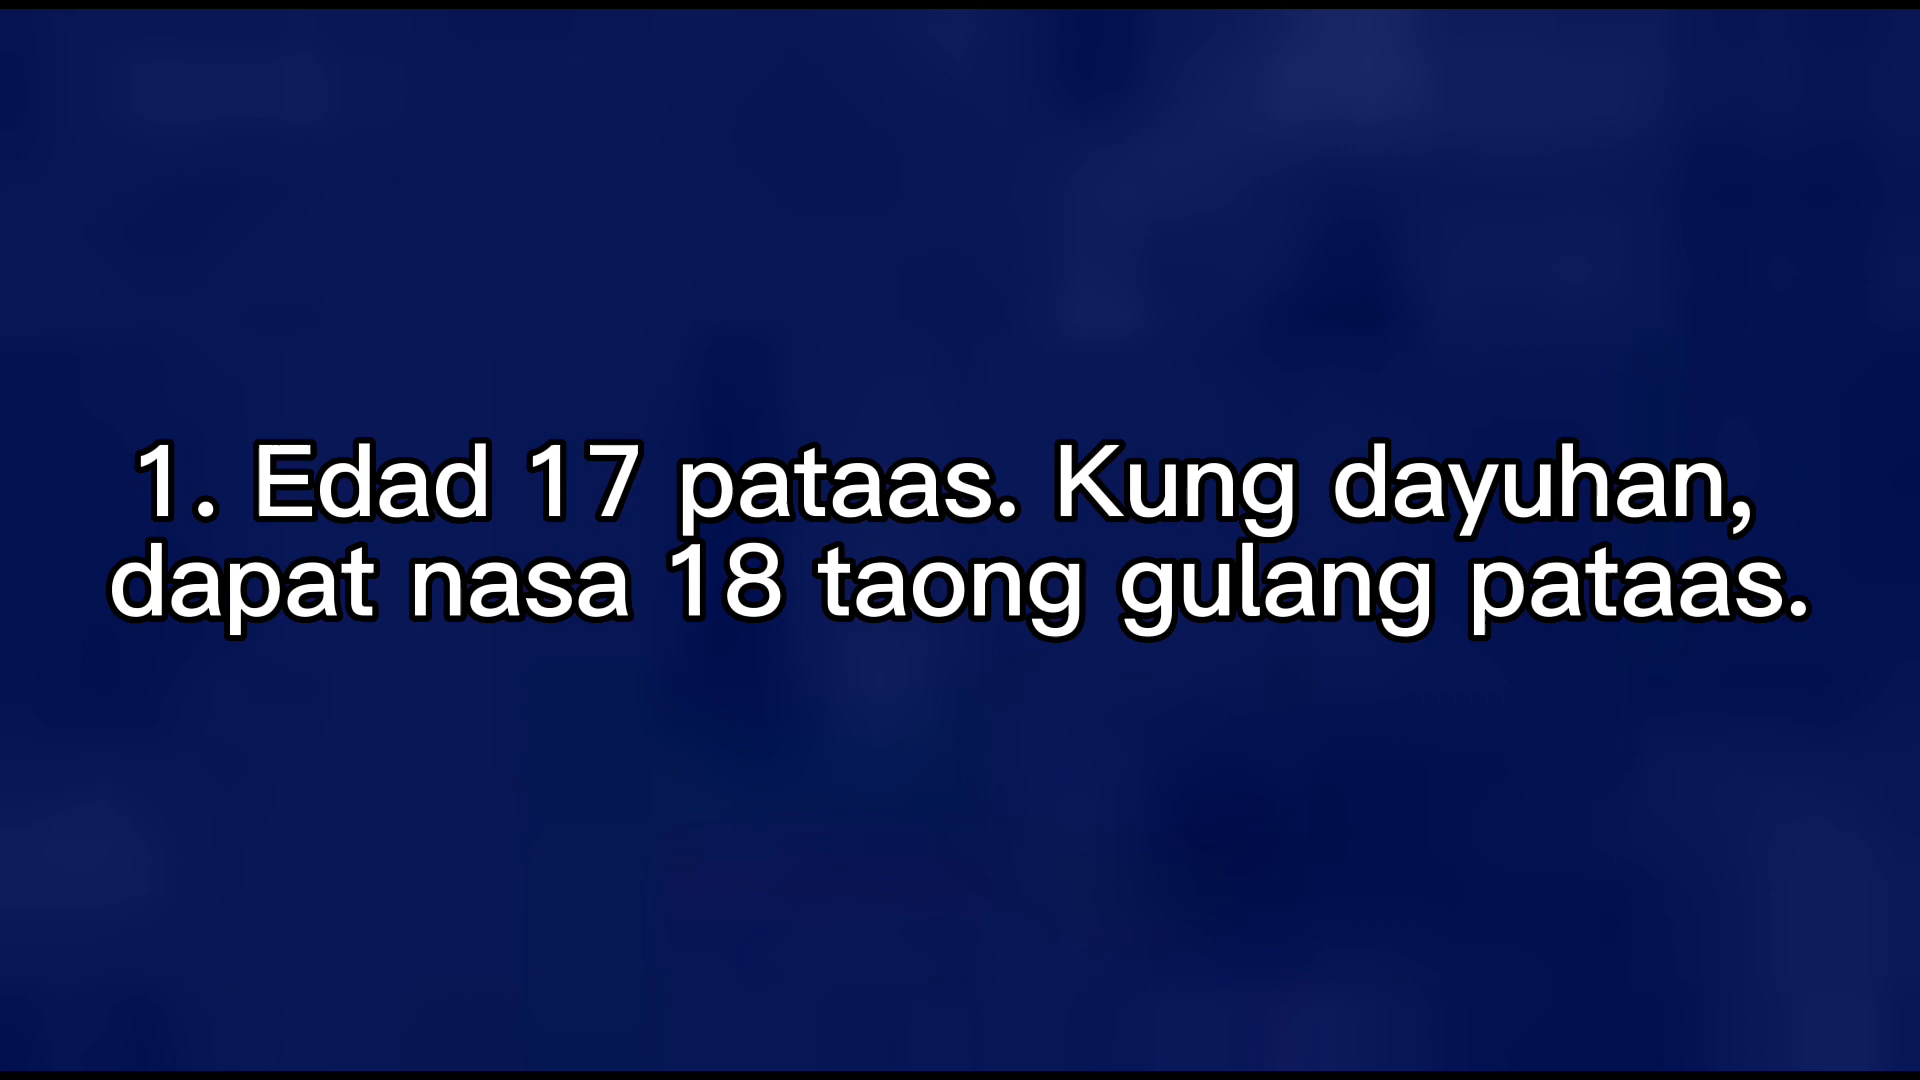 1. Edad 17 pataas. Kung dayuhan,
dapat nasa 18 taong gulang pataas.